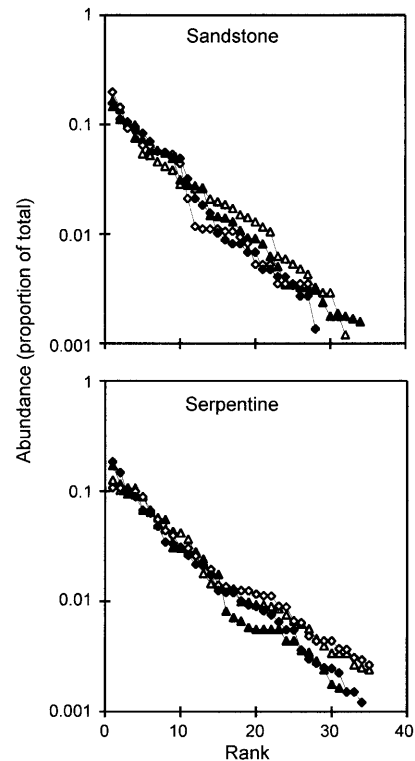 1
Sandstone
0.1
0.01
0.001
Abundance (proportion of total)
1
Serpentine
0.1
0.01
0.001
0 10 20 30 40
Rank